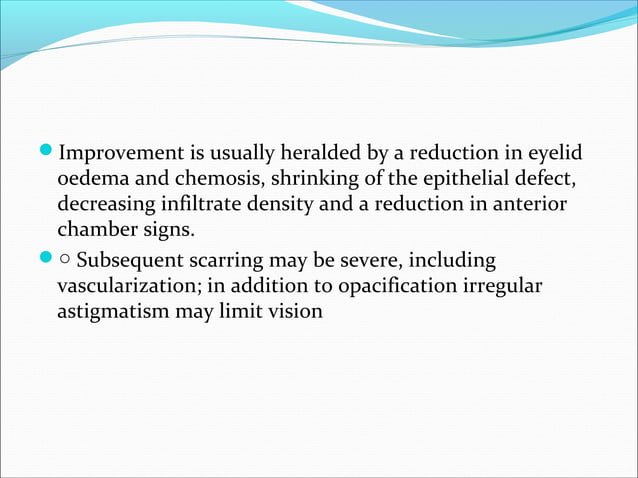 Improvement is usually heralded by a reduction in eyelid
oedema and chemosis, shrinking of the epithelial defect,
decreasing infiltrate density and a reduction in anterior
chamber signs.
○ Subsequent scarring may be severe, including
vascularization; in addition to opacification irregular
astigmatism may limit vision